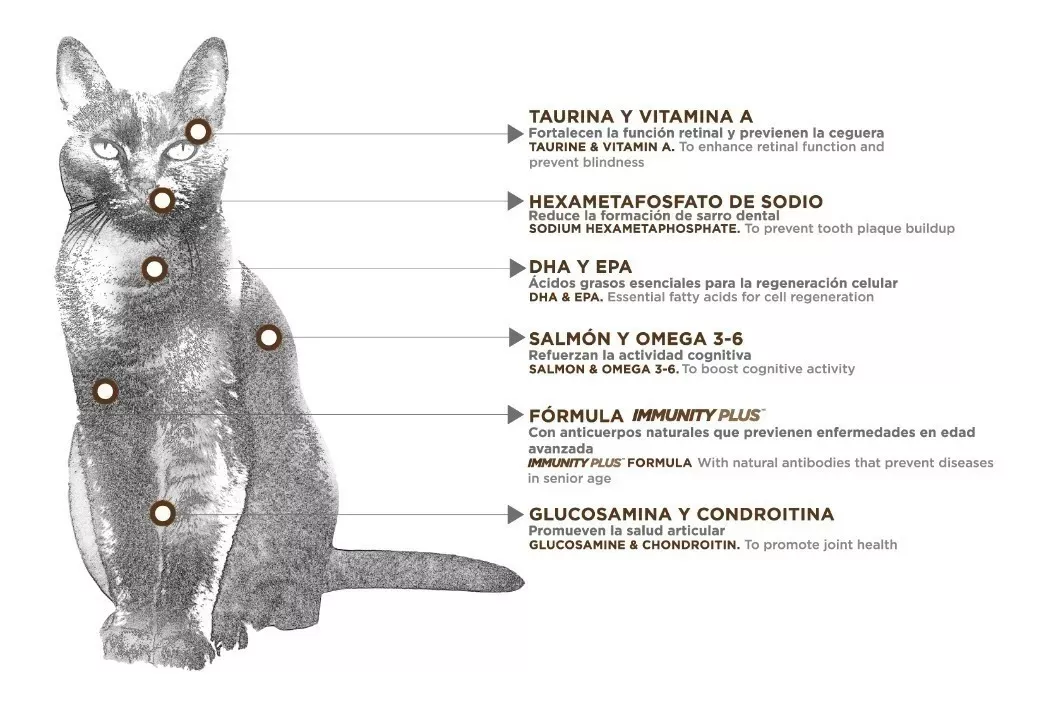 TAURINA Y VITAMINA A
Fortalecen la función retinal y previenen la ceguera
TAURINE & VITAMIN A. To enhance retinal function and
prevent blindness
HEXAMETAFOSFATO DE SODIO
Reduce la formación de sarro dental
SODIUM HEXAMETAPHOSPHATE. To prevent tooth plaque buildup
DHA Y EPA
Ácidos grasos esenciales para la regeneración celular
DHA & EPA. Essential fatty acids for cell regeneration
SALMÓN Y OMEGA 3-6
Refuerzan la actividad cognitiva
SALMON & OMEGA 3-6. To boost cognitive activity
FÓRMULA IMMUNITY PLUS™
Con anticuerpos naturales que previenen enfermedades en edad
avanzada
IMMUNITY PLUS™ FORMULA With natural antibodies that prevent diseases
in senior age
GLUCOSAMINA Y CONDROITINA
Promueven la salud articular
GLUCOSAMINE & CHONDROITIN. To promote joint health